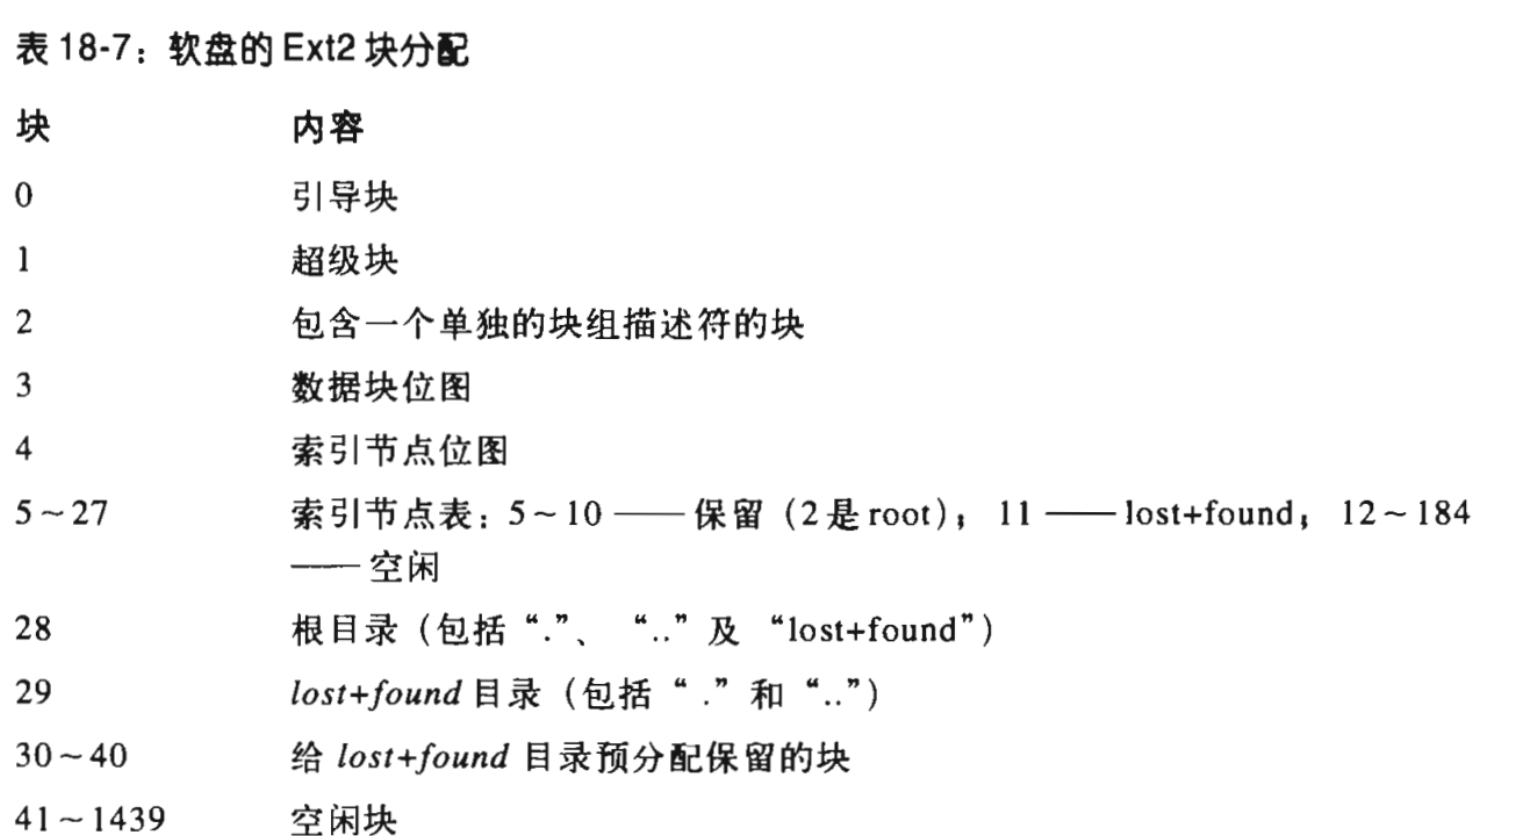 表 18-7：软盘的 Ext2 块分配
块 内容
0 引导块
1 超级块
2 包含一个单独的块组描述符的块
3 数据块位图
4 索引节点位图
5~27 索引节点表：5~10 —— 保留（2 是 root）；11 —— lost+found；12~184
—— 空闲
28 根目录（包括“.”、“..”及“lost+found”）
29 lost+found 目录（包括“.”和“..”）
30~40 给 lost+found 目录预分配保留的块
41~1439 空闲块